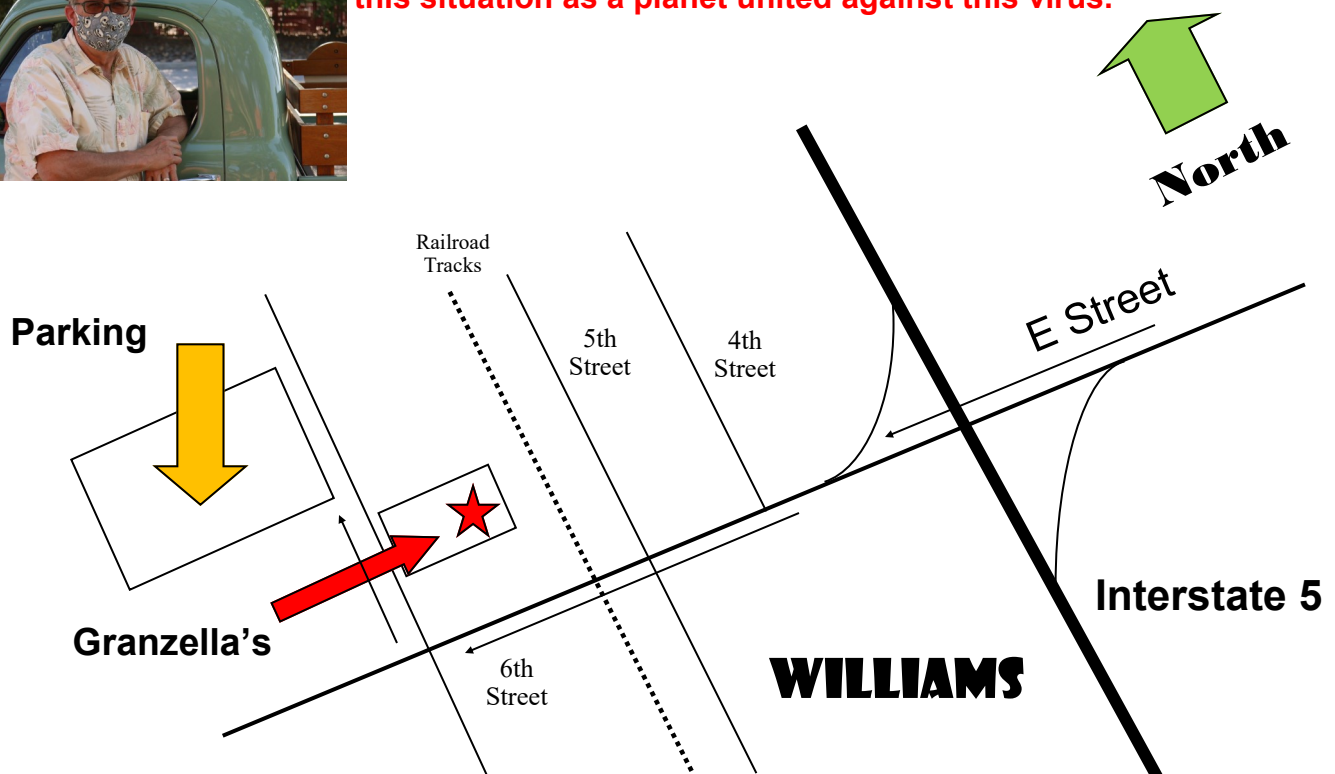 this situation as a planet united against this virus.
North
Railroad
Tracks
E Street
Parking
5th
Street
4th
Street
Interstate 5
Granzella’s
6th
Street
WILLIAMS